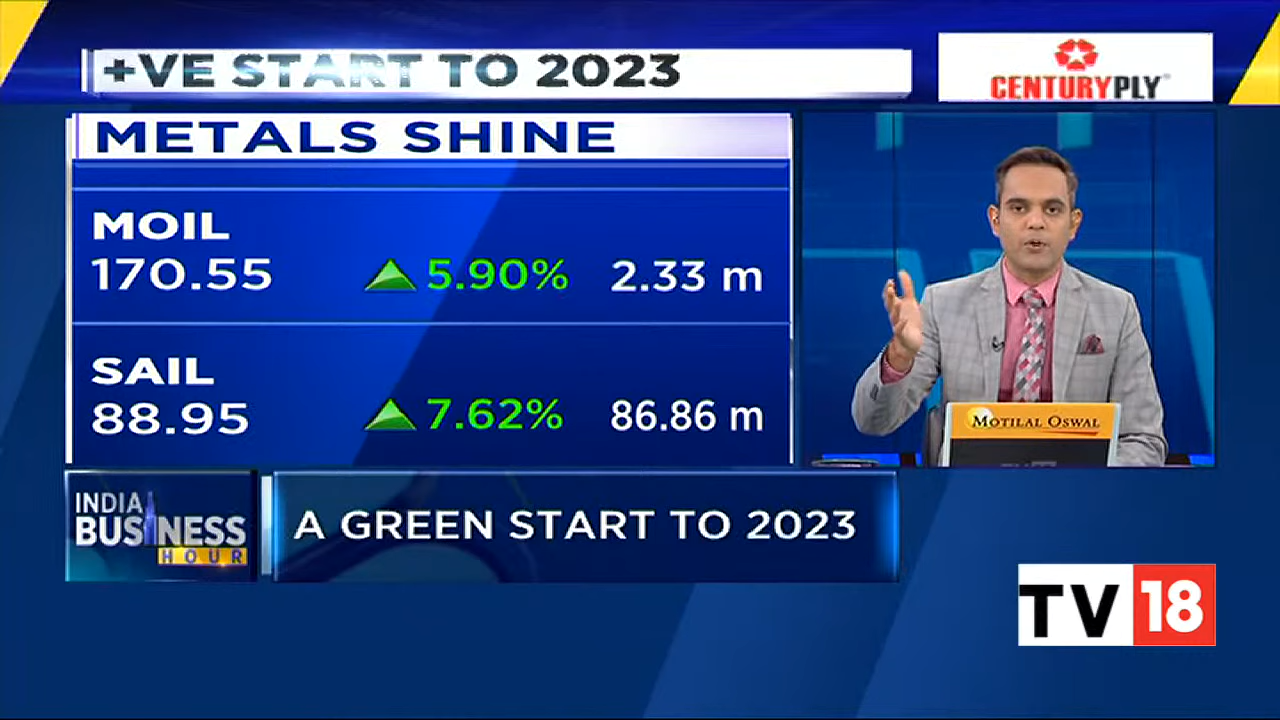 +VE START TO 2023
CENTURYPLY
METALS SHINE
MOIL
170.55 5.90% 2.33 m
SAIL
88.95 7.62% 86.86 m
MOTILAL OSWAL
INDIA
BUSINESS
HOUR
A GREEN START TO 2023
TV18